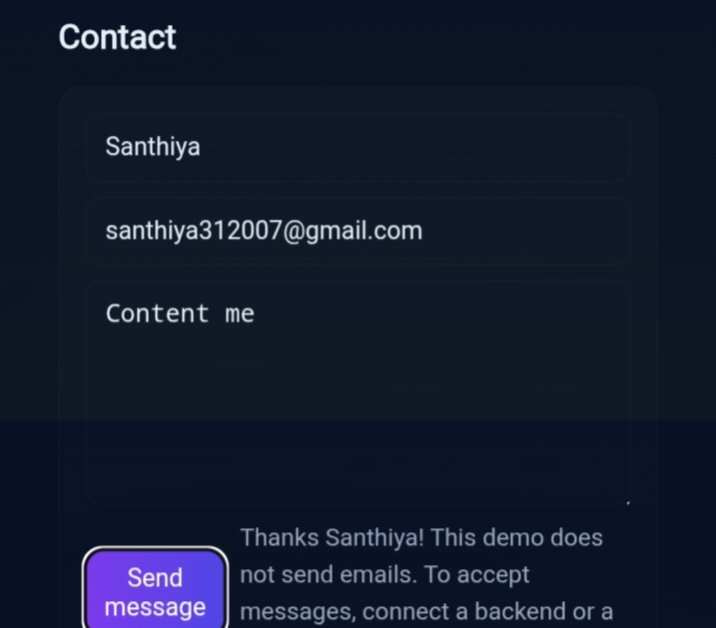 Contact
Santhiya
santhiya312007@gmail.com
Content me
Thanks Santhiya! This demo does
not send emails. To accept
messages, connect a backend or a
Send
message